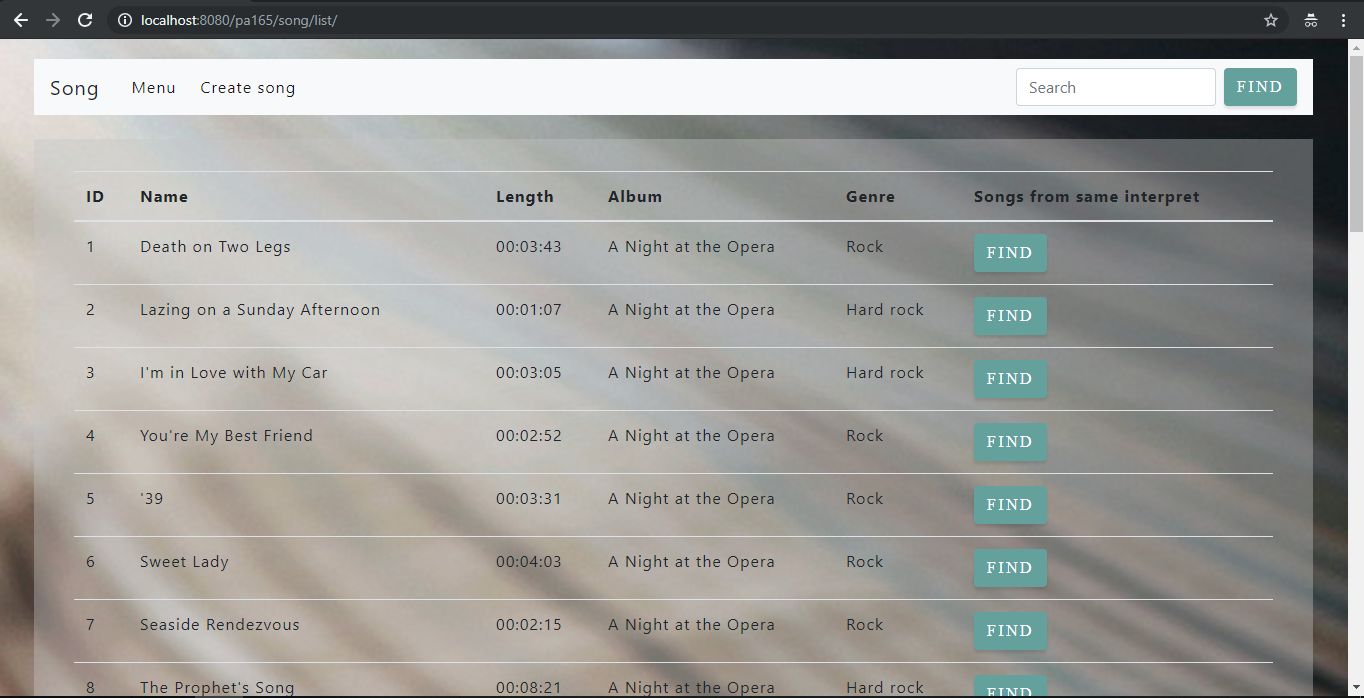 localhost:8080/pa165/song/list/
Song Menu Create song Search FIND
ID Name Length Album Genre Songs from same interpret
1 Death on Two Legs 00:03:43 A Night at the Opera Rock FIND
2 Lazing on a Sunday Afternoon 00:01:07 A Night at the Opera Hard rock FIND
3 I'm in Love with My Car 00:03:05 A Night at the Opera Hard rock FIND
4 You're My Best Friend 00:02:52 A Night at the Opera Rock FIND
5 '39 00:03:31 A Night at the Opera Rock FIND
6 Sweet Lady 00:04:03 A Night at the Opera Rock FIND
7 Seaside Rendezvous 00:02:15 A Night at the Opera Rock FIND
8 The Prophet's Song 00:08:21 A Night at the Opera Hard rock FIND